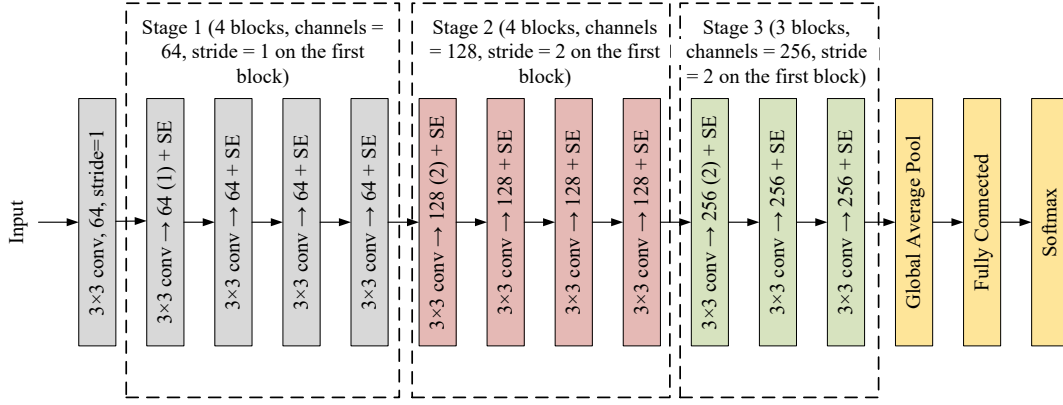 Stage 1 (4 blocks, channels =
64, stride = 1 on the first
block)
Stage 2 (4 blocks, channels
= 128, stride = 2 on the first
block)
Stage 3 (3 blocks,
channels = 256, stride
= 2 on the first block)
Input
3×3 conv, 64, stride=1
3×3 conv → 64 (1) + SE
3×3 conv → 64 + SE
3×3 conv → 64 + SE
3×3 conv → 64 + SE
3×3 conv → 128 (2) + SE
3×3 conv → 128 + SE
3×3 conv → 128 + SE
3×3 conv → 128 + SE
3×3 conv → 256 (2) + SE
3×3 conv → 256 + SE
3×3 conv → 256 + SE
Global Average Pool
Fully Connected
Softmax